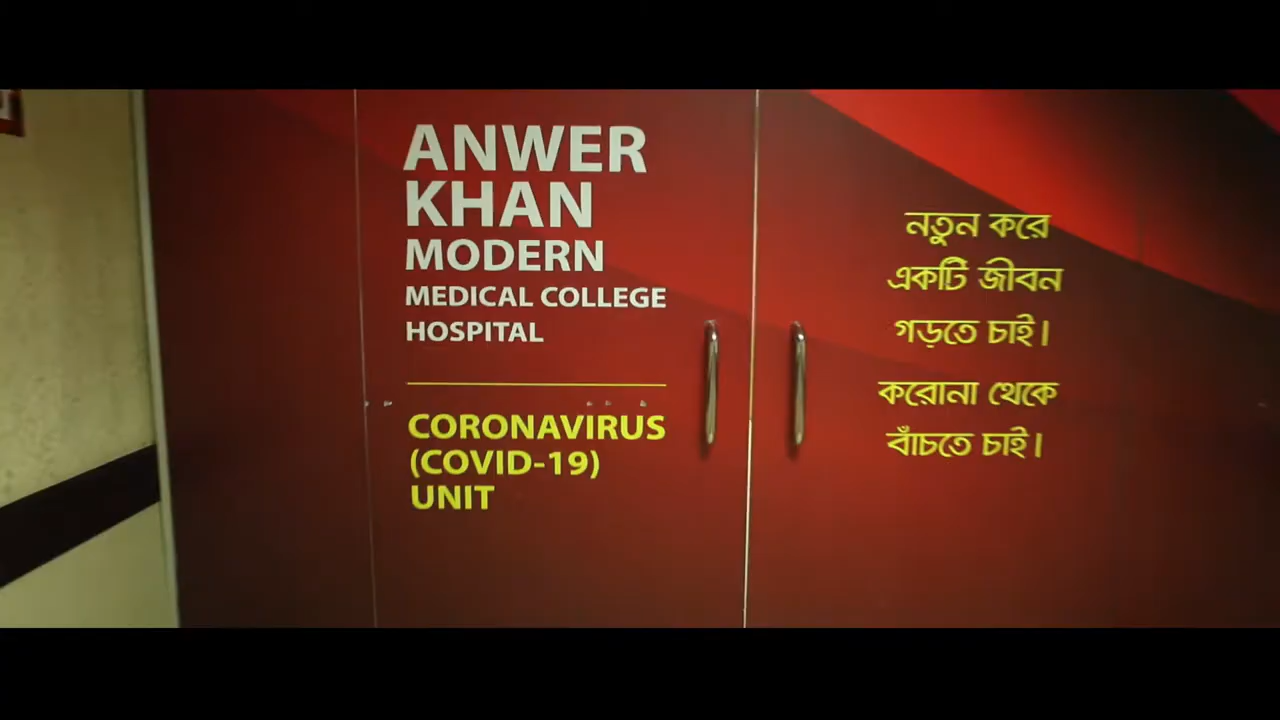 ANWER
KHAN
MODERN
MEDICAL COLLEGE
HOSPITAL
CORONAVIRUS
(COVID-19)
UNIT
নতুন করে
একটি জীবন
গড়তে চাই।
করোনা থেকে
বাঁচতে চাই।